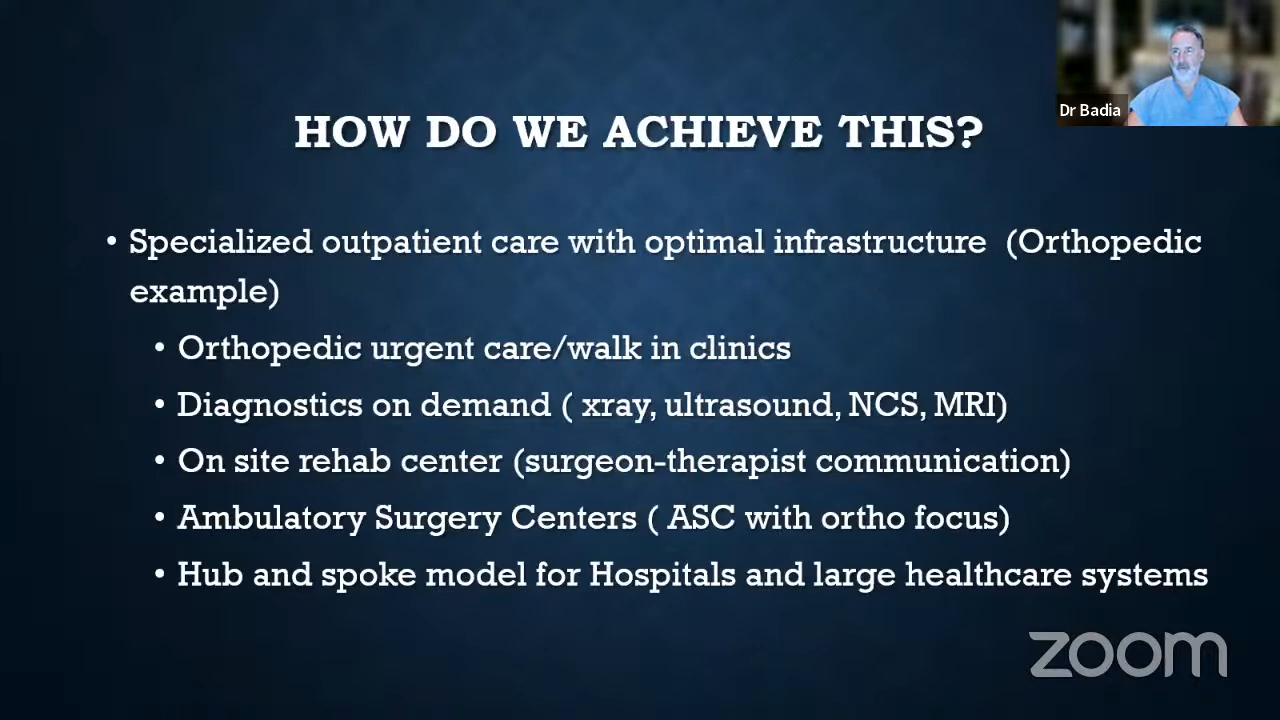 Dr Badia
HOW DO WE ACHIEVE THIS?
• Specialized outpatient care with optimal infrastructure (Orthopedic
example)
• Orthopedic urgent care/walk in clinics
• Diagnostics on demand ( xray, ultrasound, NCS, MRI)
• On site rehab center (surgeon-therapist communication)
• Ambulatory Surgery Centers ( ASC with ortho focus)
• Hub and spoke model for Hospitals and large healthcare systems
zoom